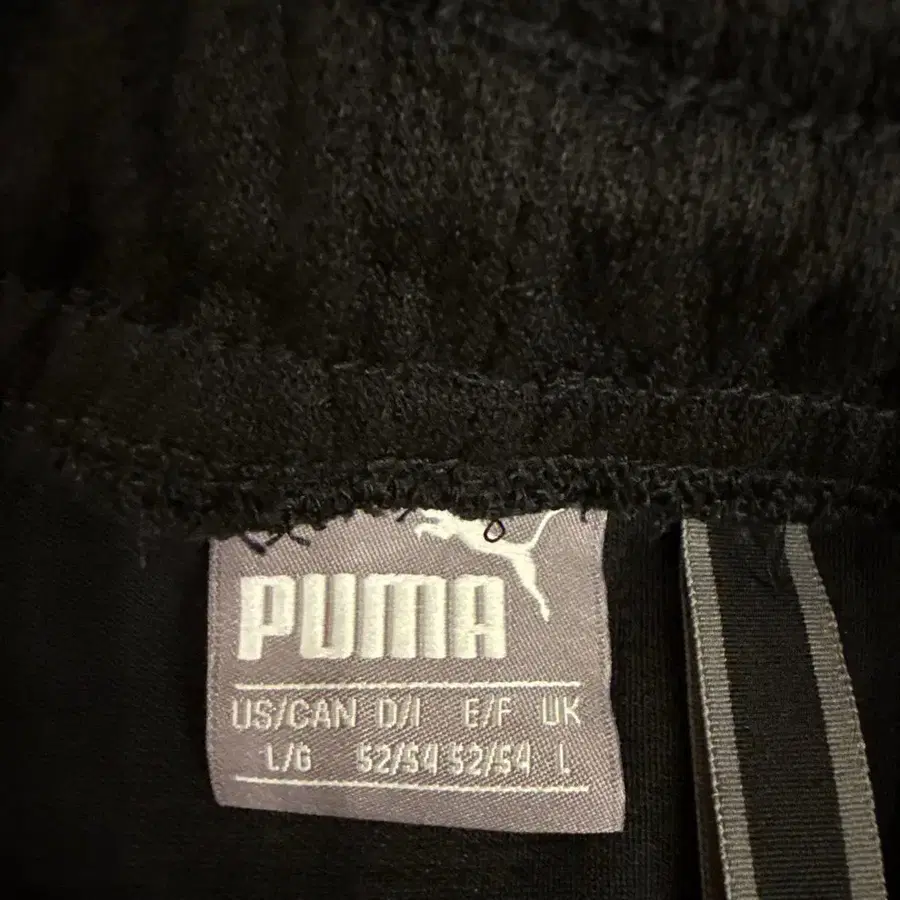 PUMA
US/CAN D/I E/F UK
L/G 52/54 52/54 L